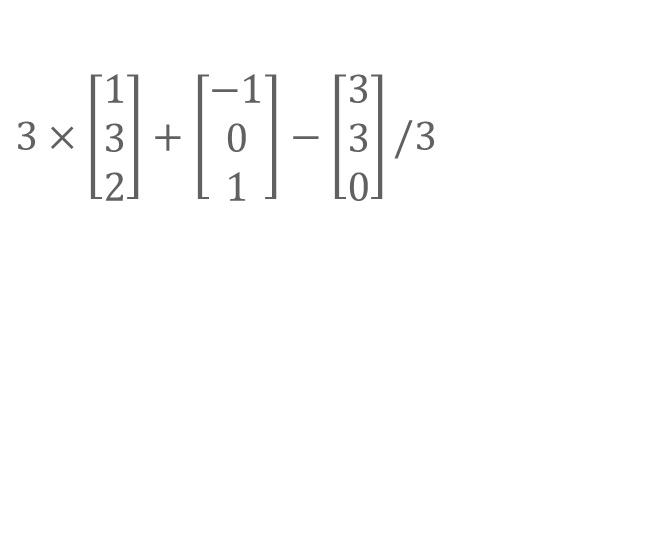 3 × [1 3 2] + [−1 0 1] − [3 3 0] /3